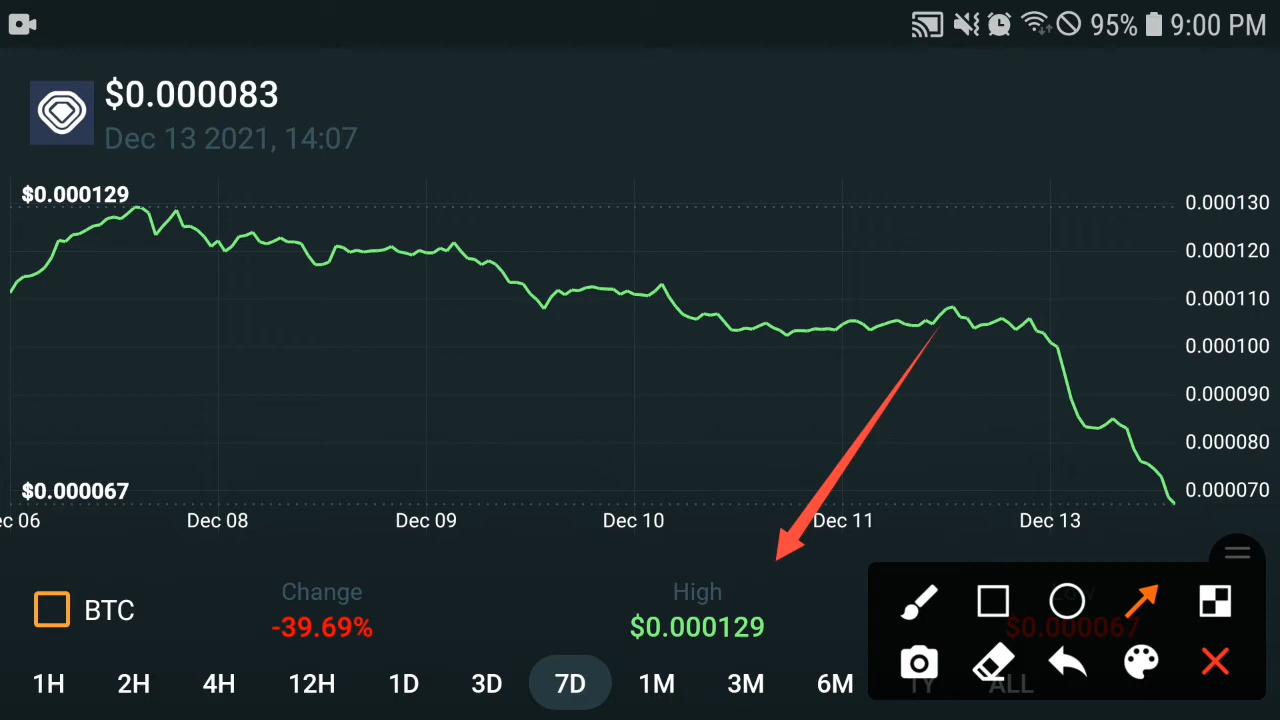 95% 9:00 PM
$0.000083
Dec 13 2021, 14:07
$0.000129
0.000130
0.000120
0.000110
0.000100
0.000090
0.000080
0.000070
$0.000067
ec 06 Dec 08 Dec 09 Dec 10 Dec 11 Dec 13
BTC
Change
-39.69%
High
$0.000129
$0.000067
1H 2H 4H 12H 1D 3D 7D 1M 3M 6M 1Y ALL